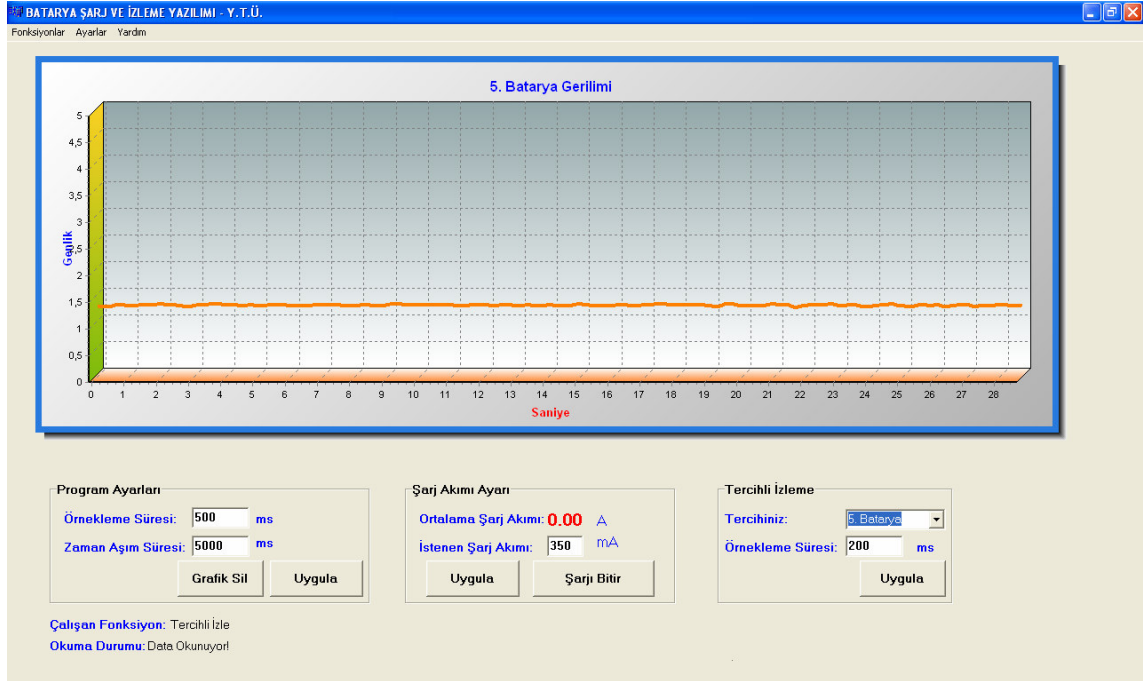 BATARYA ŞARJ VE İZLEME YAZILIMI - Y.T.Ü.
Fonksiyonlar Ayarlar Yardım
5. Batarya Gerilimi
5
4,5
4
3,5
3
2,5
2
1,5
1
0,5
0
Genlik
0 1 2 3 4 5 6 7 8 9 10 11 12 13 14 15 16 17 18 19 20 21 22 23 24 25 26 27 28
Saniye
Program Ayarları
Örnekleme Süresi: 500 ms
Zaman Aşım Süresi: 5000 ms
Grafik Sil Uygula
Şarj Akımı Ayarı
Ortalama Şarj Akımı: 0.00 A
İstenen Şarj Akımı: 350 mA
Uygula Şarjı Bitir
Tercihli İzleme
Tercihiniz: 5. Batarya
Örnekleme Süresi: 200 ms
Uygula
Çalışan Fonksiyon: Tercihli İzle
Okuma Durumu: Data Okunuyor!